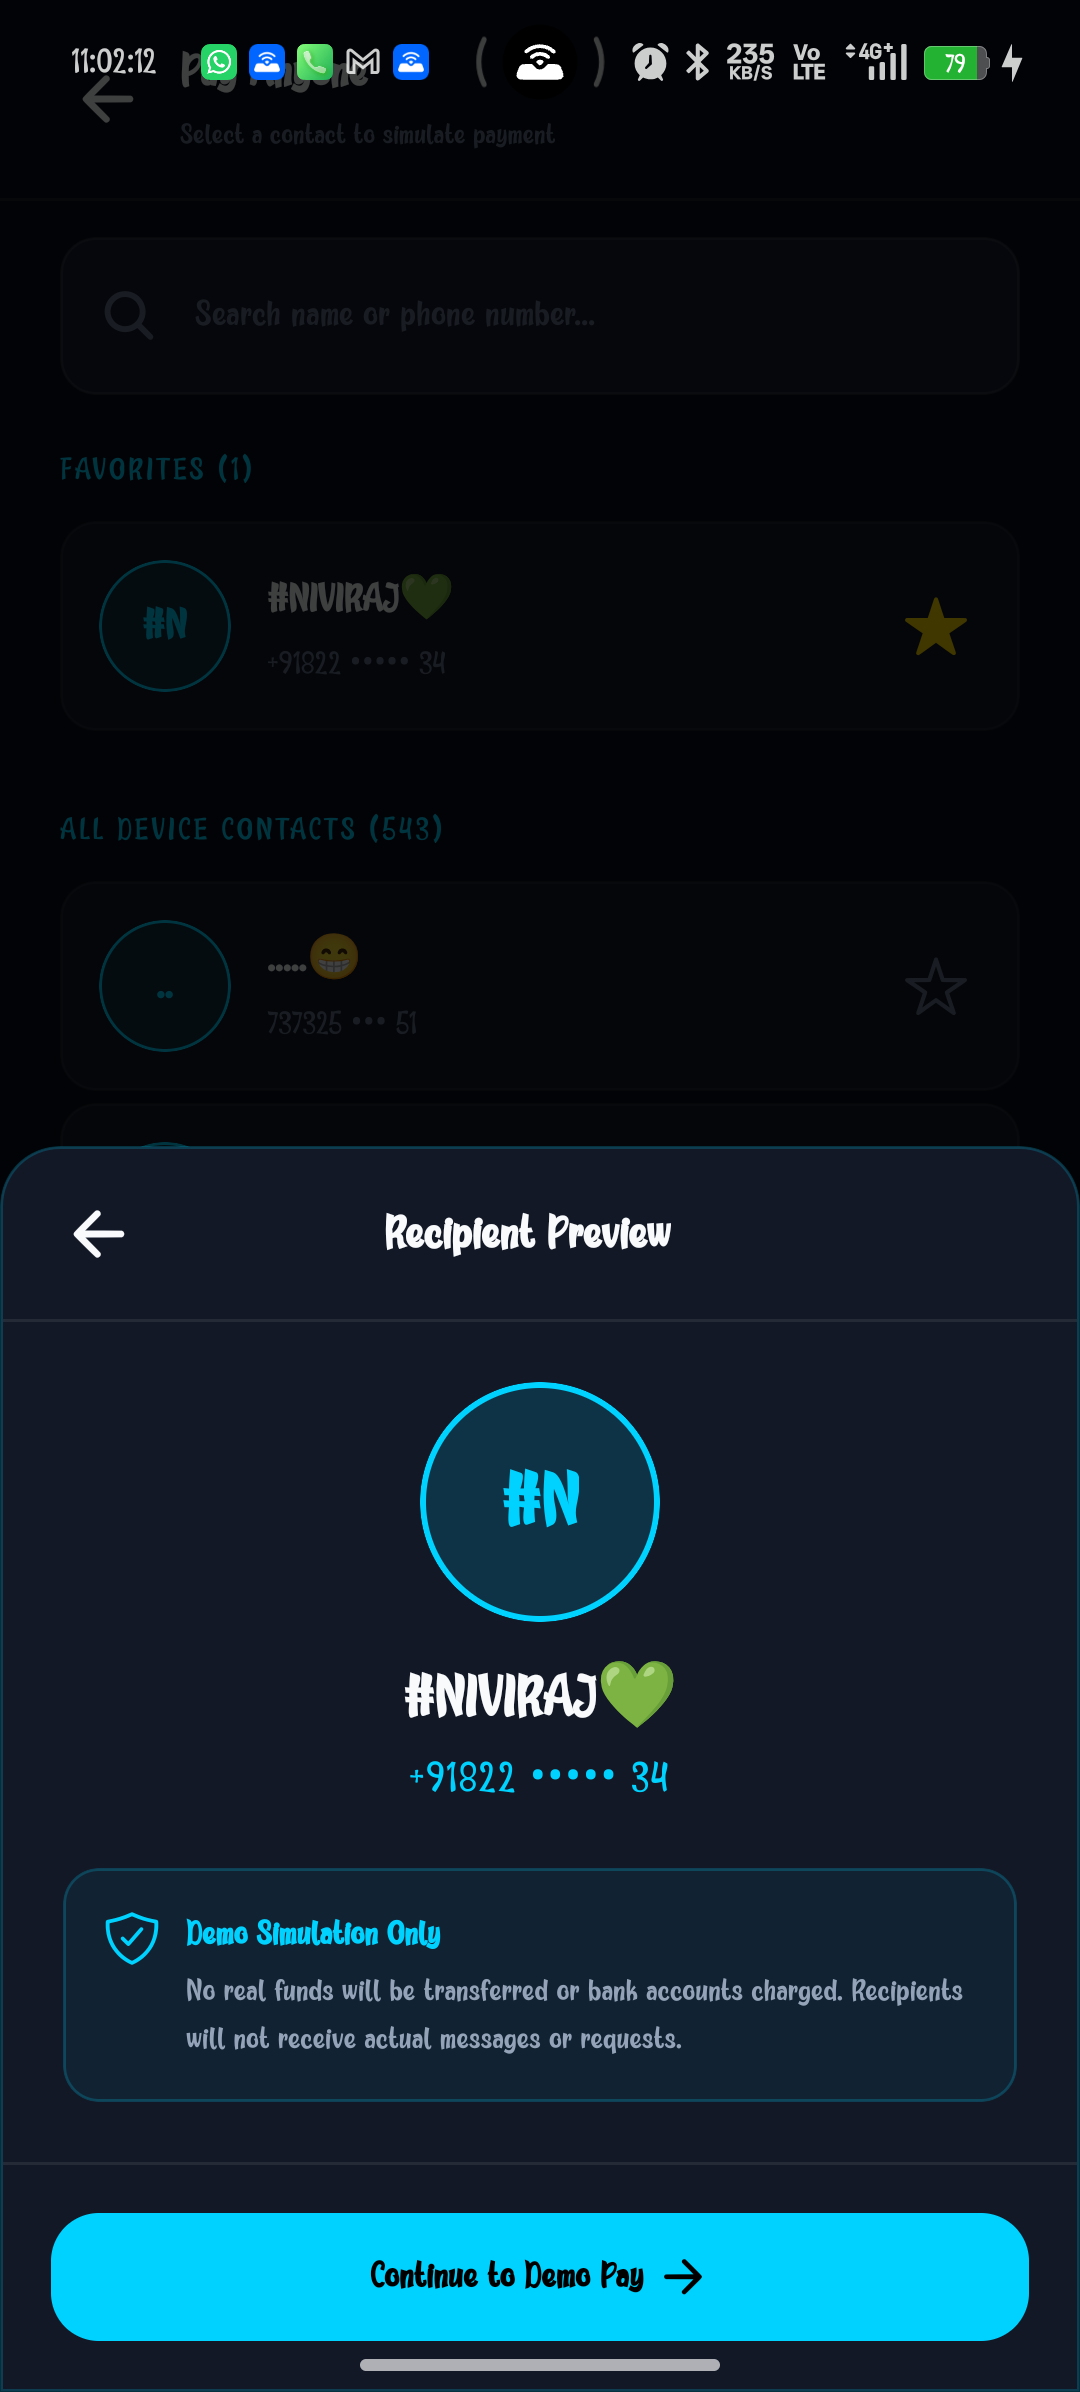 11:02:12
235 KB/S
Vo LTE
4G+
79
Pay Anyone
Select a contact to simulate payment
Search name or phone number...
FAVORITES (1)
#N
#NIVIRAJ💚
+91822 ••••• 34
ALL DEVICE CONTACTS (543)
..
.....😁
737325 ••• 51
Recipient Preview
#N
#NIVIRAJ💚
+91822 ••••• 34
Demo Simulation Only
No real funds will be transferred or bank accounts charged. Recipients
will not receive actual messages or requests.
Continue to Demo Pay →